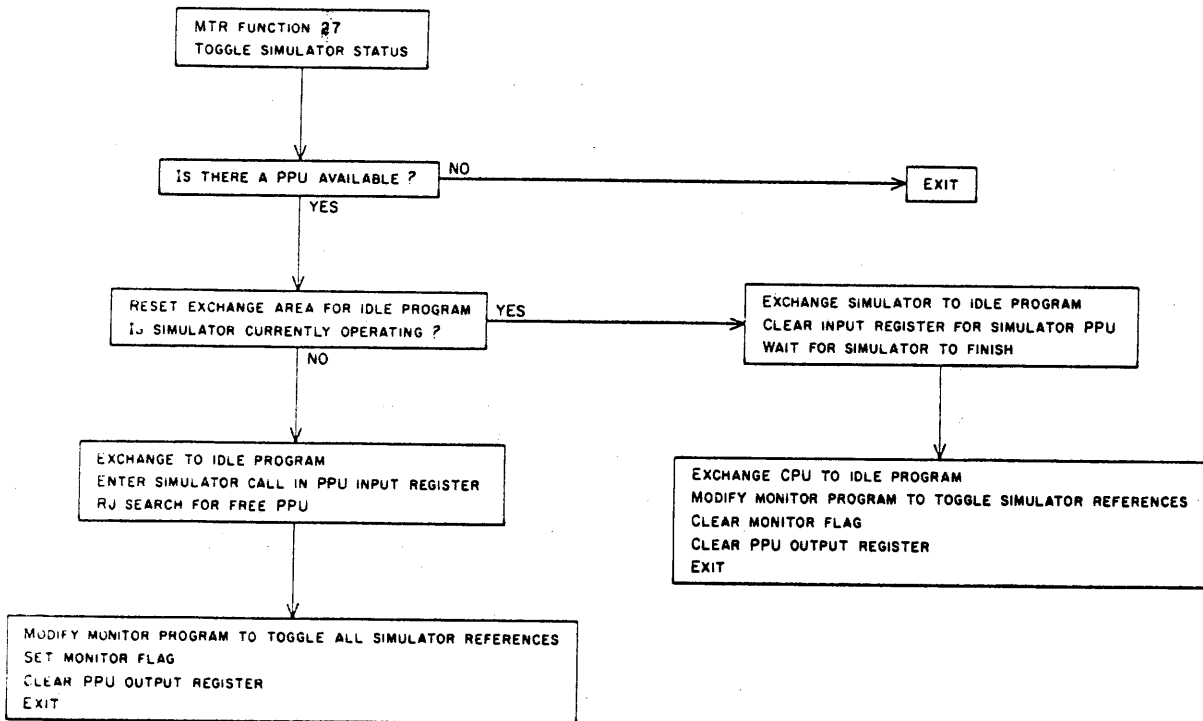 MTR FUNCTION 27
TOGGLE SIMULATOR STATUS
IS THERE A PPU AVAILABLE ?
NO
EXIT
YES
RESET EXCHANGE AREA FOR IDLE PROGRAM
IS SIMULATOR CURRENTLY OPERATING ?
YES
EXCHANGE SIMULATOR TO IDLE PROGRAM
CLEAR INPUT REGISTER FOR SIMULATOR PPU
WAIT FOR SIMULATOR TO FINISH
NO
EXCHANGE TO IDLE PROGRAM
ENTER SIMULATOR CALL IN PPU INPUT REGISTER
RJ SEARCH FOR FREE PPU
EXCHANGE CPU TO IDLE PROGRAM
MODIFY MONITOR PROGRAM TO TOGGLE SIMULATOR REFERENCES
CLEAR MONITOR FLAG
CLEAR PPU OUTPUT REGISTER
EXIT
MODIFY MONITOR PROGRAM TO TOGGLE ALL SIMULATOR REFERENCES
SET MONITOR FLAG
CLEAR PPU OUTPUT REGISTER
EXIT